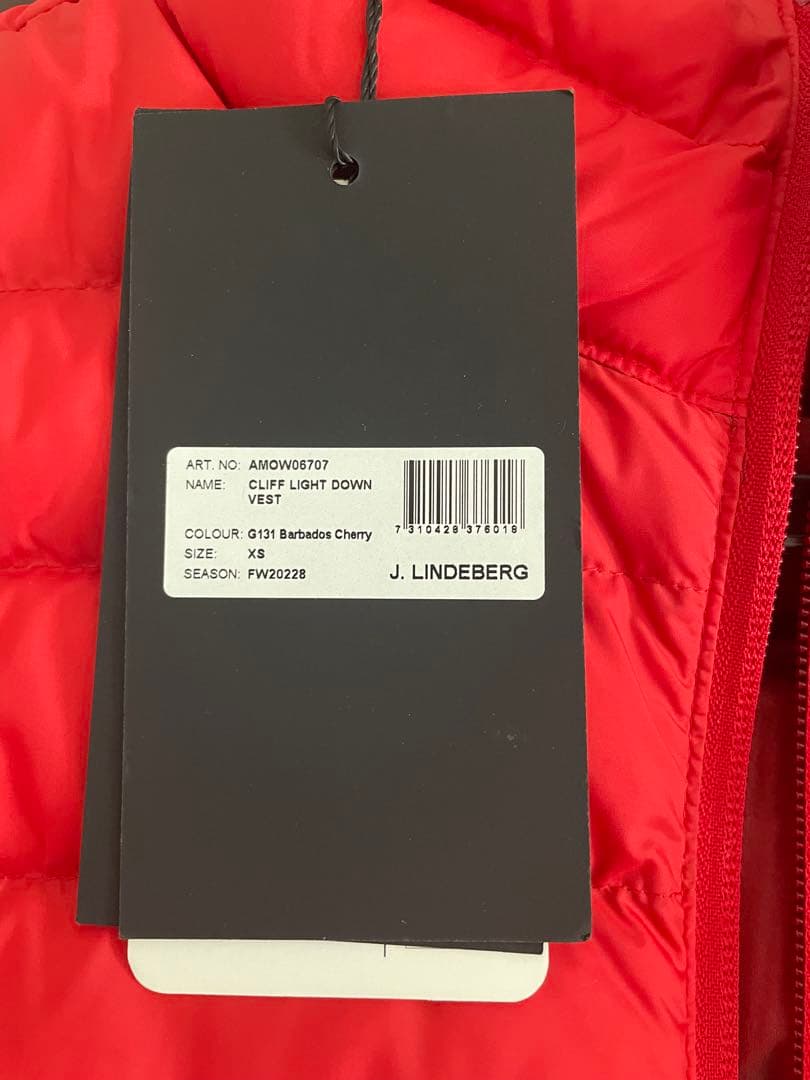 ART. NO: AMOW06707
NAME: CLIFF LIGHT DOWN
VEST
COLOUR: G131 Barbados Cherry
SIZE: XS
SEASON: FW20228
7 310428 376018
J. LINDEBERG